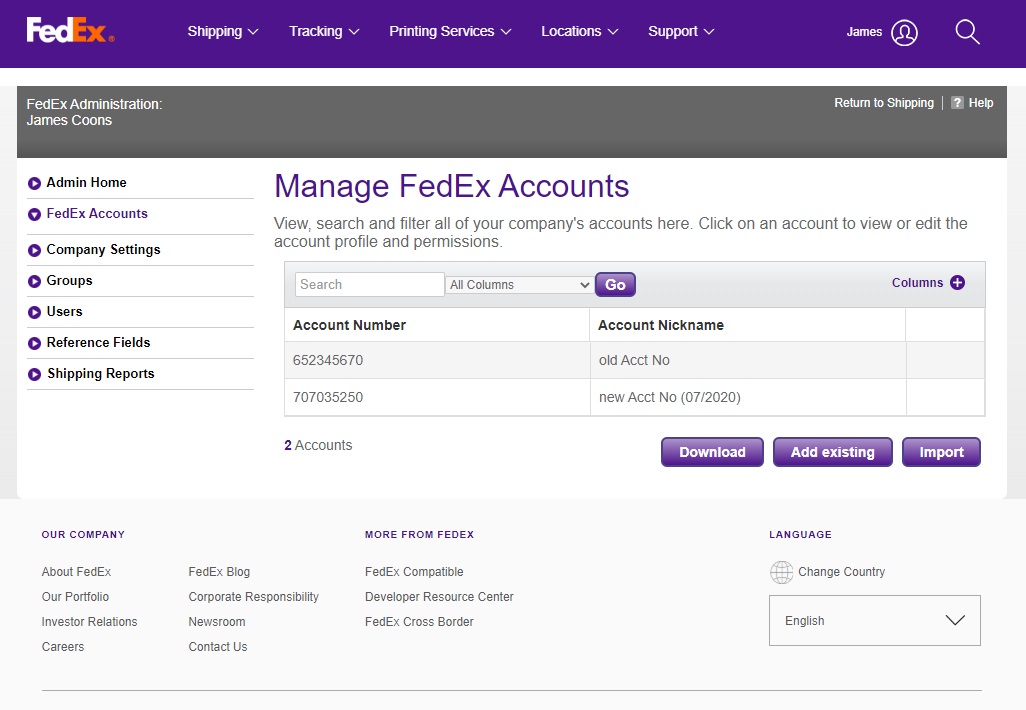 FedEx®
Shipping
Tracking
Printing Services
Locations
Support
James
FedEx Administration:
James Coons
Return to Shipping
? Help
Admin Home
FedEx Accounts
Company Settings
Groups
Users
Reference Fields
Shipping Reports
Manage FedEx Accounts
View, search and filter all of your company's accounts here. Click on an account to view or edit the
account profile and permissions.
Search
All Columns
Go
Columns
Account Number
Account Nickname
652345670
old Acct No
707035250
new Acct No (07/2020)
2 Accounts
Download
Add existing
Import
OUR COMPANY
About FedEx
Our Portfolio
Investor Relations
Careers
FedEx Blog
Corporate Responsibility
Newsroom
Contact Us
MORE FROM FEDEX
FedEx Compatible
Developer Resource Center
FedEx Cross Border
LANGUAGE
Change Country
English